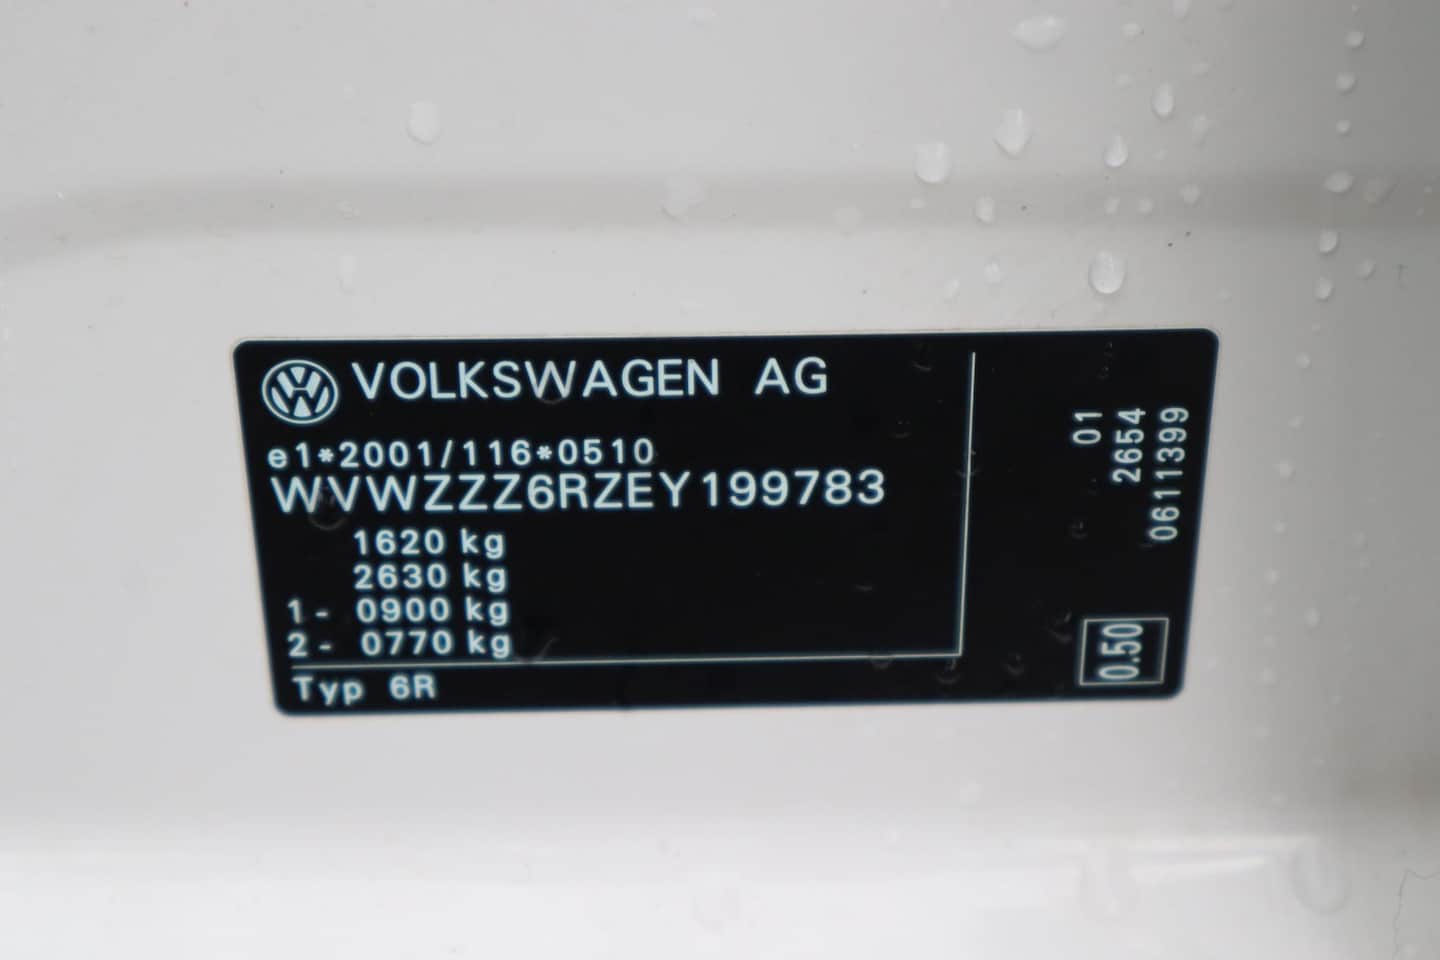 VOLKSWAGEN AG
e1*2001/116*0510
WVWZZZ6RZEY199783
1620 kg
2630 kg
1- 0900 kg
2- 0770 kg
Typ 6R
01
2654
0611399
0.50